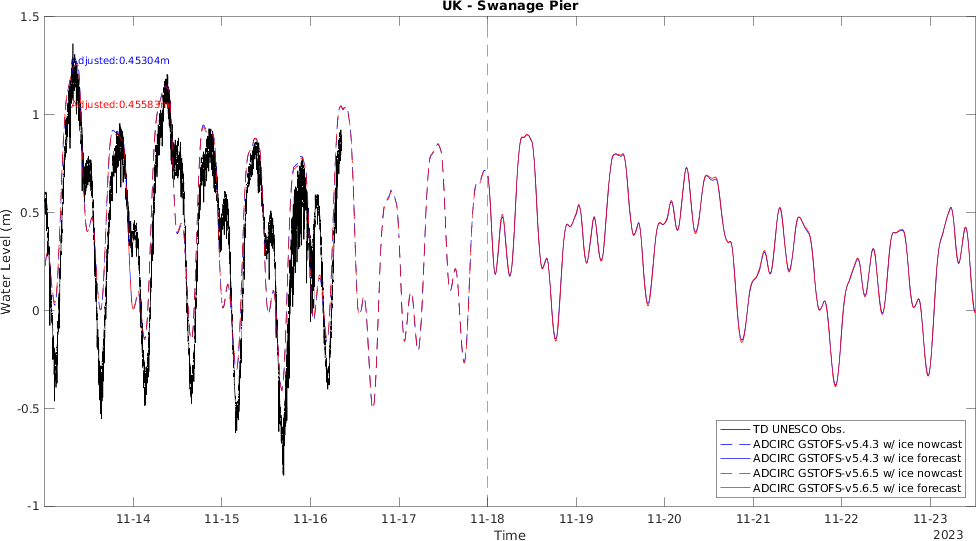 UK - Swanage Pier
1.5
1
0.5
0
-0.5
-1
Water Level (m)
Adjusted:0.45304m
Adjusted:0.45583m
11-14 11-15 11-16 11-17 11-18 11-19 11-20 11-21 11-22 11-23
Time
2023
TD UNESCO Obs.
ADCIRC GSTOFS-v5.4.3 w/ ice nowcast
ADCIRC GSTOFS-v5.4.3 w/ ice forecast
ADCIRC GSTOFS-v5.6.5 w/ ice nowcast
ADCIRC GSTOFS-v5.6.5 w/ ice forecast